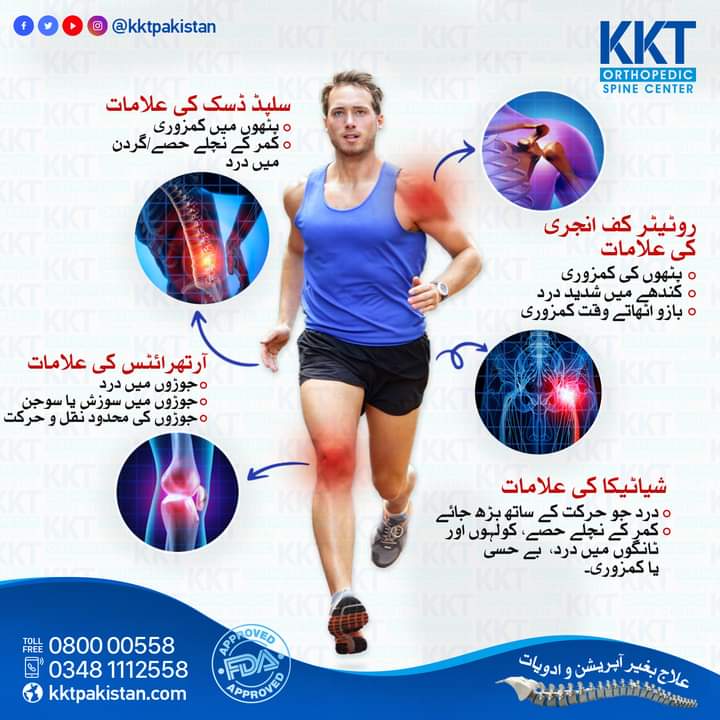 @kktpakistan
KKT
ORTHOPEDIC
SPINE CENTER
سلپڈ ڈسک کی علامات
پٹھوں میں کمزوری
کمر کے نچلے حصے/گردن
میں درد
روٹیٹر کف انجری
کی علامات
پٹھوں کی کمزوری
کندھے میں شدید درد
بازو اٹھاتے وقت کمزوری
آرتھرائٹس کی علامات
جوڑوں میں درد
جوڑوں میں سوزش یا سوجن
جوڑوں کی محدود نقل و حرکت
شیاٹیکا کی علامات
درد جو حرکت کے ساتھ بڑھ جائے
کمر کے نچلے حصے، کولہوں اور
ٹانگوں میں درد، بے حسی
یا کمزوری۔
TOLL FREE 0800 00558
0348 1112558
kktpakistan.com
APPROVED
FDA
APPROVED
علاج بغیر آپریشن و ادویات